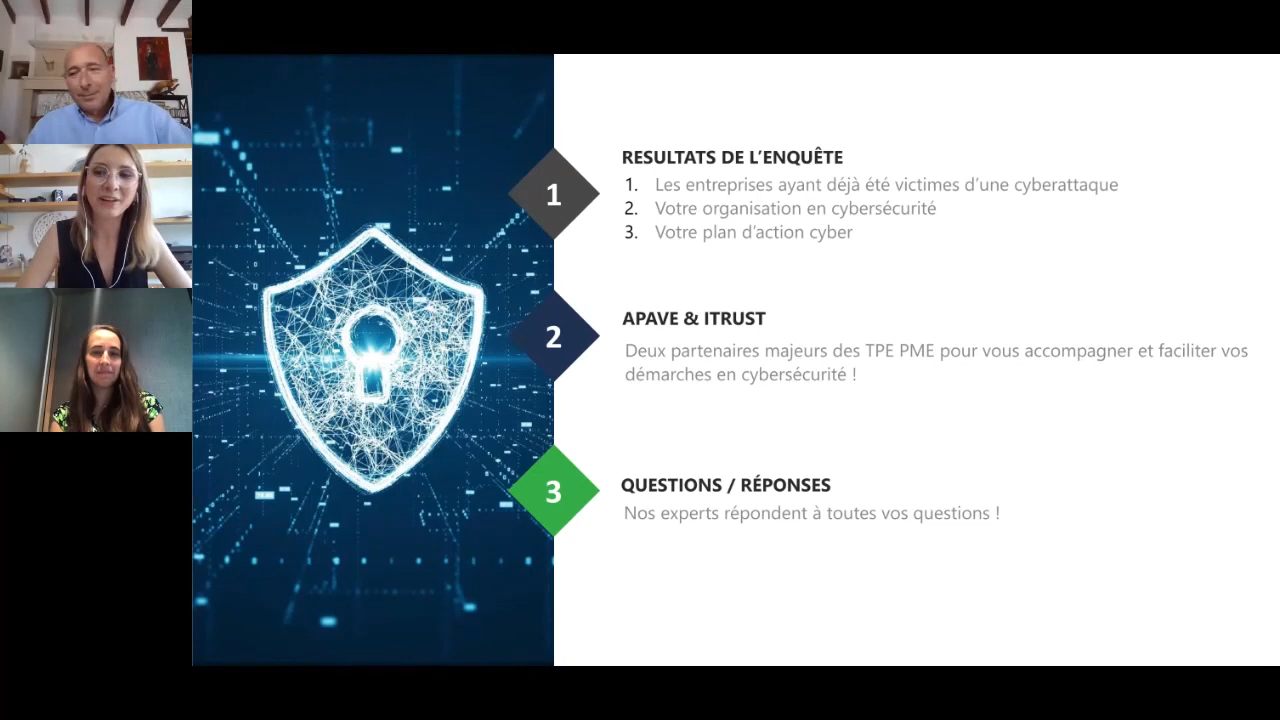 1
RESULTATS DE L’ENQUÊTE
1. Les entreprises ayant déjà été victimes d’une cyberattaque
2. Votre organisation en cybersécurité
3. Votre plan d’action cyber
2
APAVE & ITRUST
Deux partenaires majeurs des TPE PME pour vous accompagner et faciliter vos
démarches en cybersécurité !
3
QUESTIONS / RÉPONSES
Nos experts répondent à toutes vos questions !